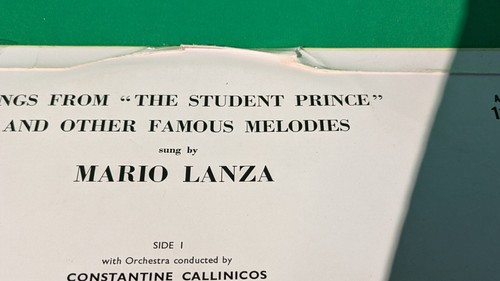 NGS FROM “THE STUDENT PRINCE”
AND OTHER FAMOUS MELODIES
sung by
MARIO LANZA
SIDE 1
with Orchestra conducted by
CONSTANTINE CALLINICOS